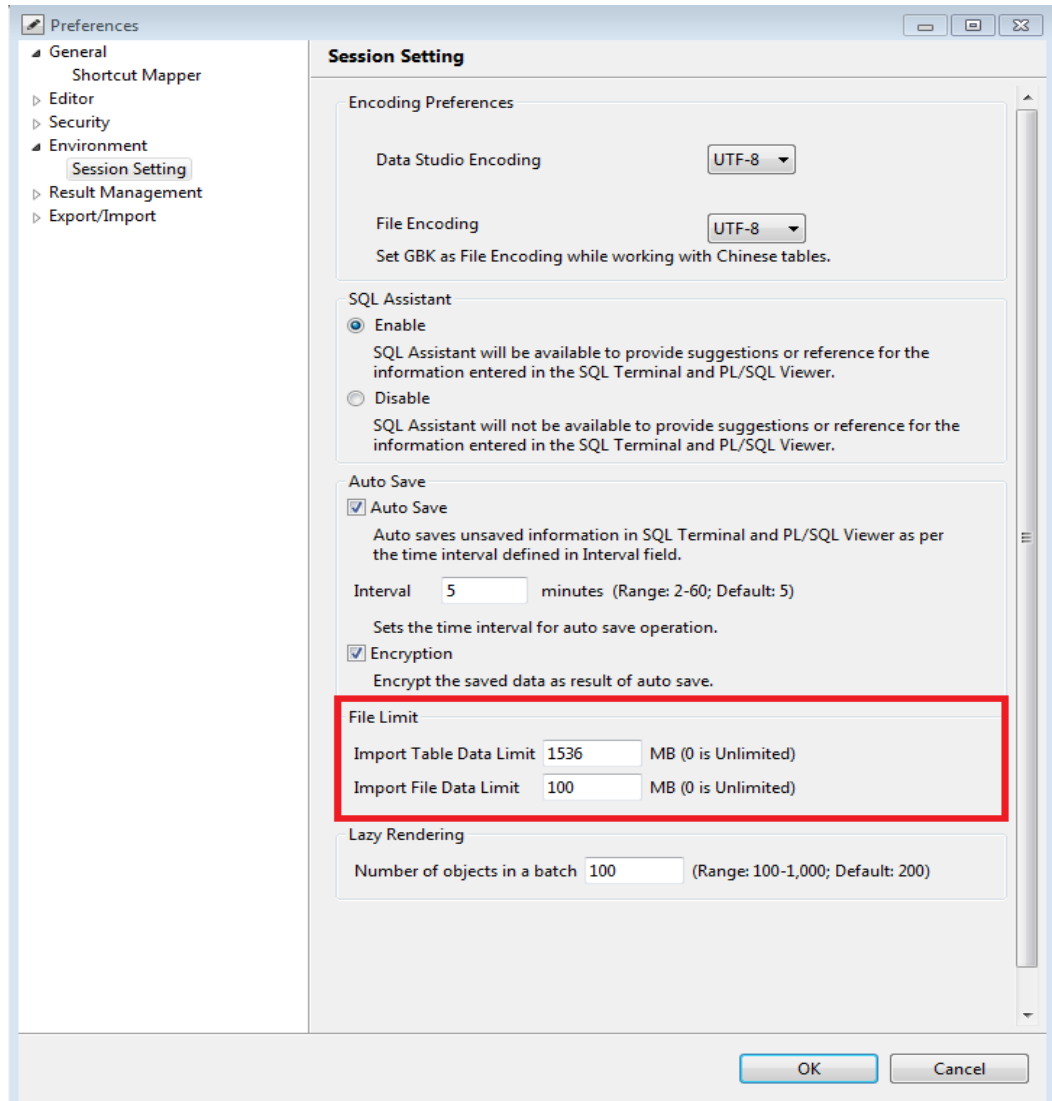 Preferences
General
Shortcut Mapper
Editor
Security
Environment
Session Setting
Result Management
Export/Import
Session Setting
Encoding Preferences
Data Studio Encoding UTF-8
File Encoding UTF-8
Set GBK as File Encoding while working with Chinese tables.
SQL Assistant
Enable
SQL Assistant will be available to provide suggestions or reference for the
information entered in the SQL Terminal and PL/SQL Viewer.
Disable
SQL Assistant will not be available to provide suggestions or reference for the
information entered in the SQL Terminal and PL/SQL Viewer.
Auto Save
Auto Save
Auto saves unsaved information in SQL Terminal and PL/SQL Viewer as per
the time interval defined in Interval field.
Interval 5 minutes (Range: 2-60; Default: 5)
Sets the time interval for auto save operation.
Encryption
Encrypt the saved data as result of auto save.
File Limit
Import Table Data Limit 1536 MB (0 is Unlimited)
Import File Data Limit 100 MB (0 is Unlimited)
Lazy Rendering
Number of objects in a batch 100 (Range: 100-1,000; Default: 200)
OK Cancel